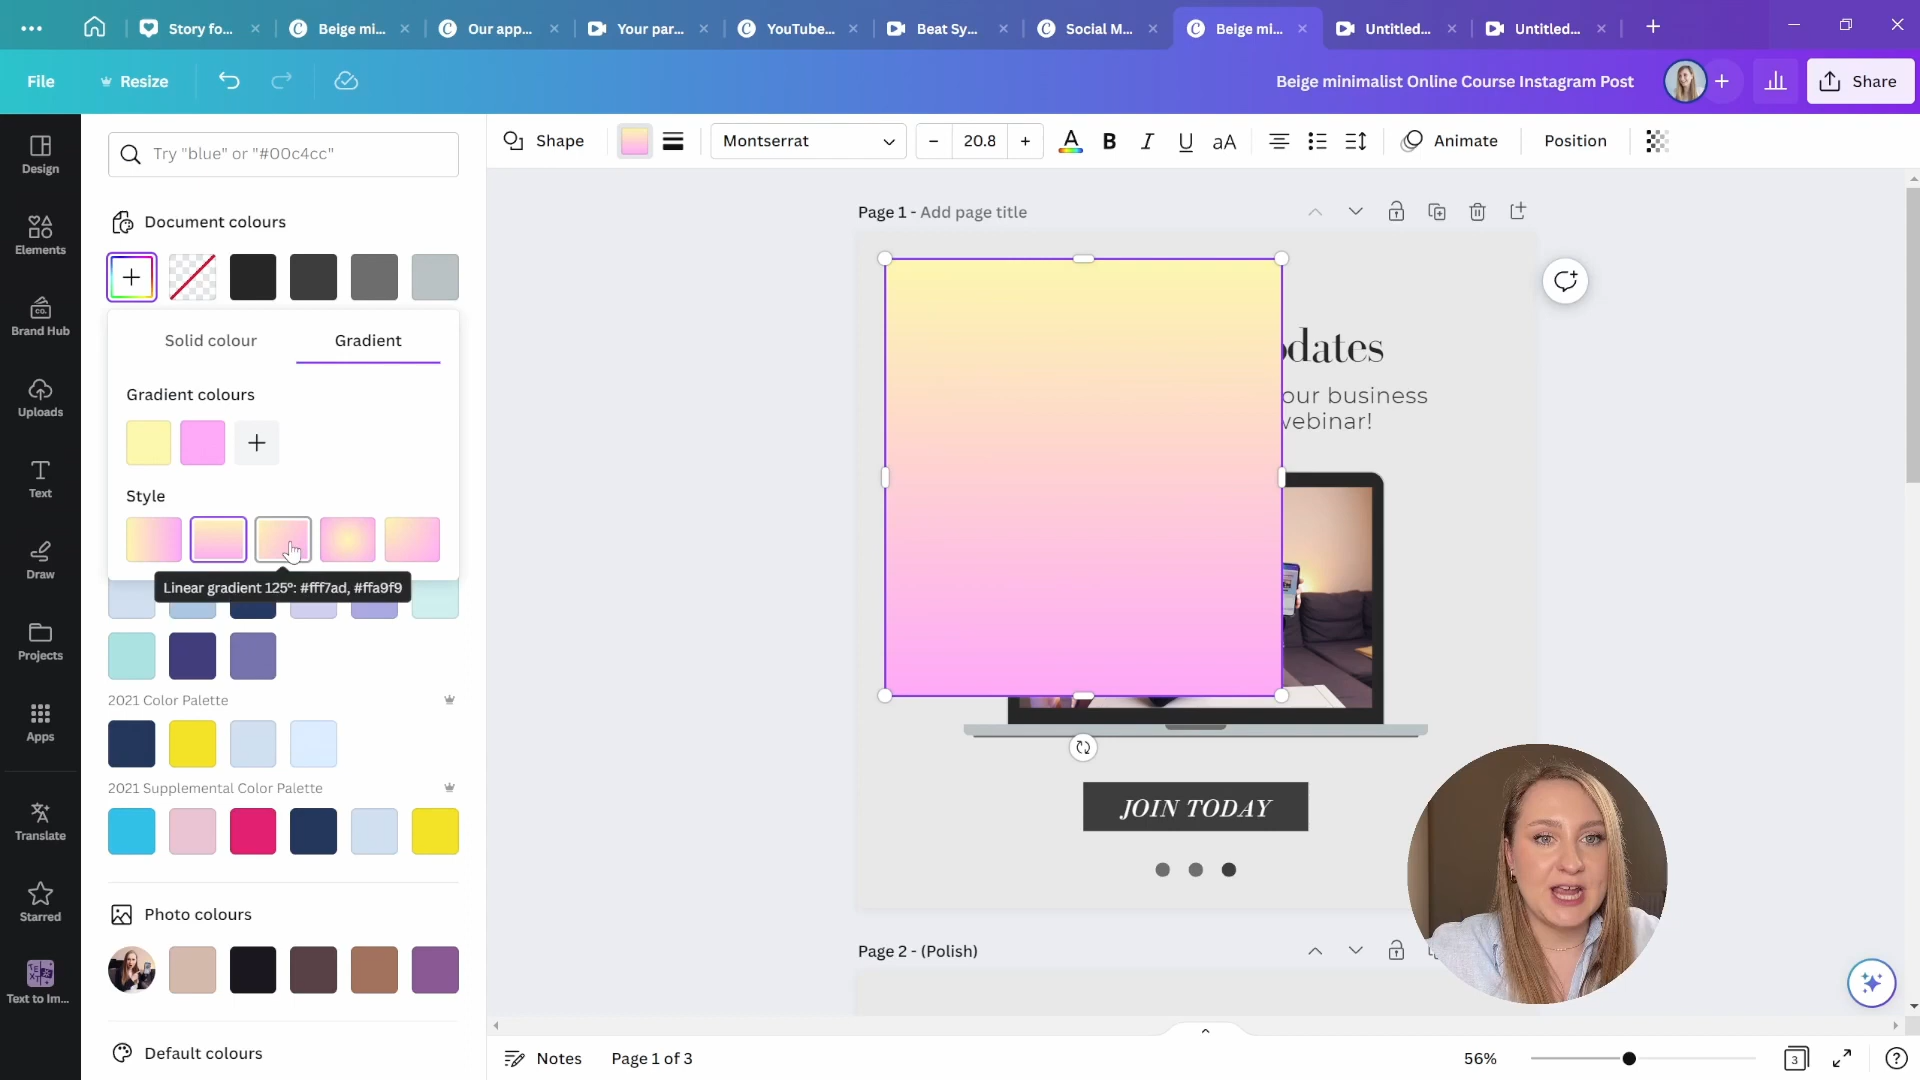 Story fo...
Beige mi...
Our app...
Your par...
YouTube...
Beat Sy...
Social M...
Beige mi...
Untitled...
Untitled...
File
Resize
Beige minimalist Online Course Instagram Post
Share
Design
Elements
Brand Hub
Uploads
Text
Draw
Projects
Apps
Translate
Starred
Text to Im...
Try "blue" or "#00c4cc"
Document colours
Solid colour
Gradient
Gradient colours
Style
Linear gradient 125°: #fff7ad, #ffa9f9
2021 Color Palette
2021 Supplemental Color Palette
Photo colours
Default colours
Shape
Montserrat
20.8
B
I
U
aA
Animate
Position
Page 1 - Add page title
dates
our business
webinar!
JOIN TODAY
Page 2 - (Polish)
Notes
Page 1 of 3
56%
3